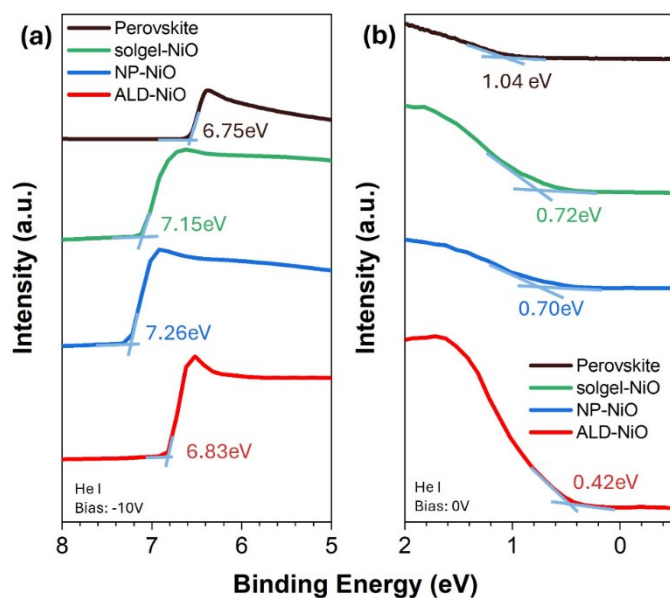 (a)
Perovskite
solgel-NiO
NP-NiO
ALD-NiO
6.75eV
7.15eV
7.26eV
6.83eV
He I
Bias: -10V
8 7 6 5
Intensity (a.u.)
(b)
1.04 eV
0.72eV
0.70eV
Perovskite
solgel-NiO
NP-NiO
ALD-NiO
0.42eV
He I
Bias: 0V
2 1 0
Intensity (a.u.)
Binding Energy (eV)